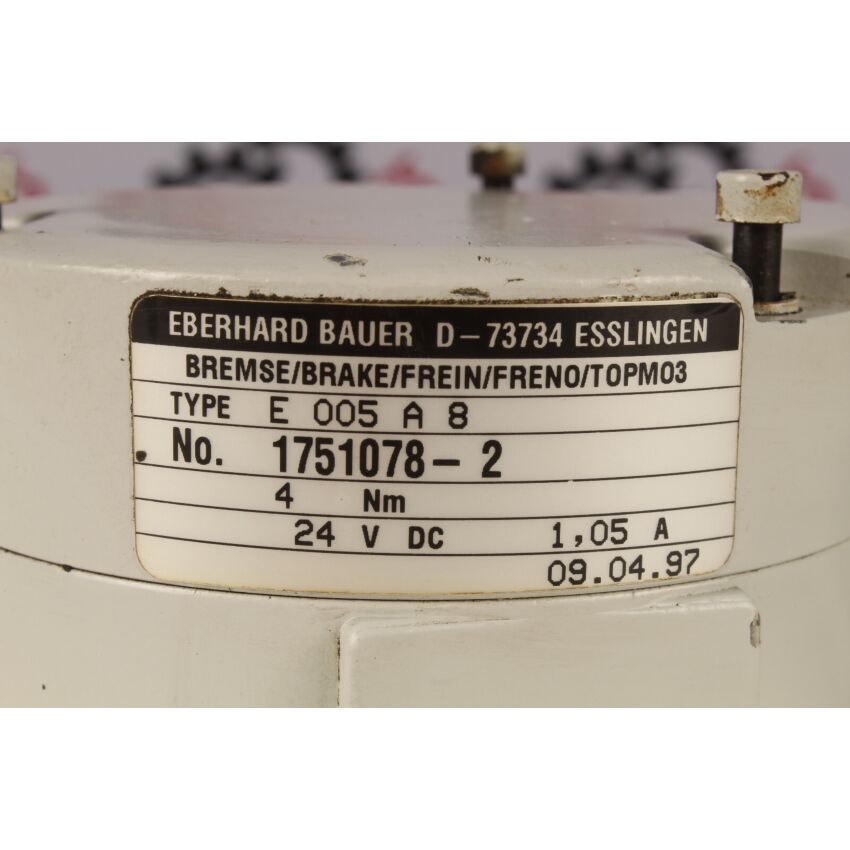 EBERHARD BAUER D-73734 ESSLINGEN
BREMSE/BRAKE/FREIN/FRENO/TOPMO3
TYPE E 005 A 8
No. 1751078-2
4 Nm
24 V DC 1,05 A
09.04.97